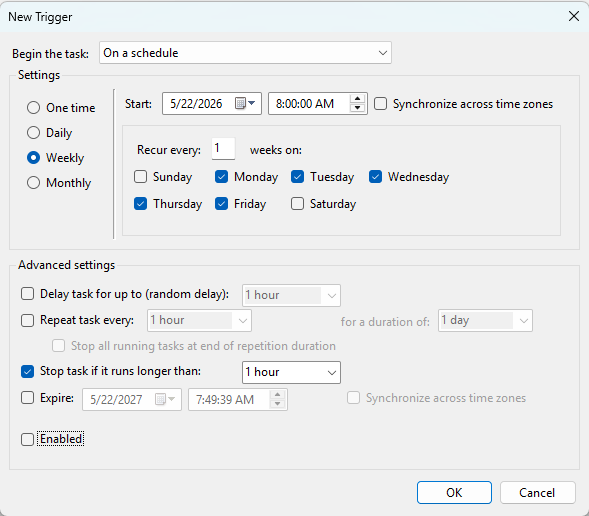 New Trigger
Begin the task: On a schedule
Settings
One time
Daily
Weekly
Monthly
Start: 5/22/2026 8:00:00 AM Synchronize across time zones
Recur every: 1 weeks on:
Sunday Monday Tuesday Wednesday
Thursday Friday Saturday
Advanced settings
Delay task for up to (random delay): 1 hour
Repeat task every: 1 hour for a duration of: 1 day
Stop all running tasks at end of repetition duration
Stop task if it runs longer than: 1 hour
Expire: 5/22/2027 7:49:39 AM Synchronize across time zones
Enabled
OK Cancel